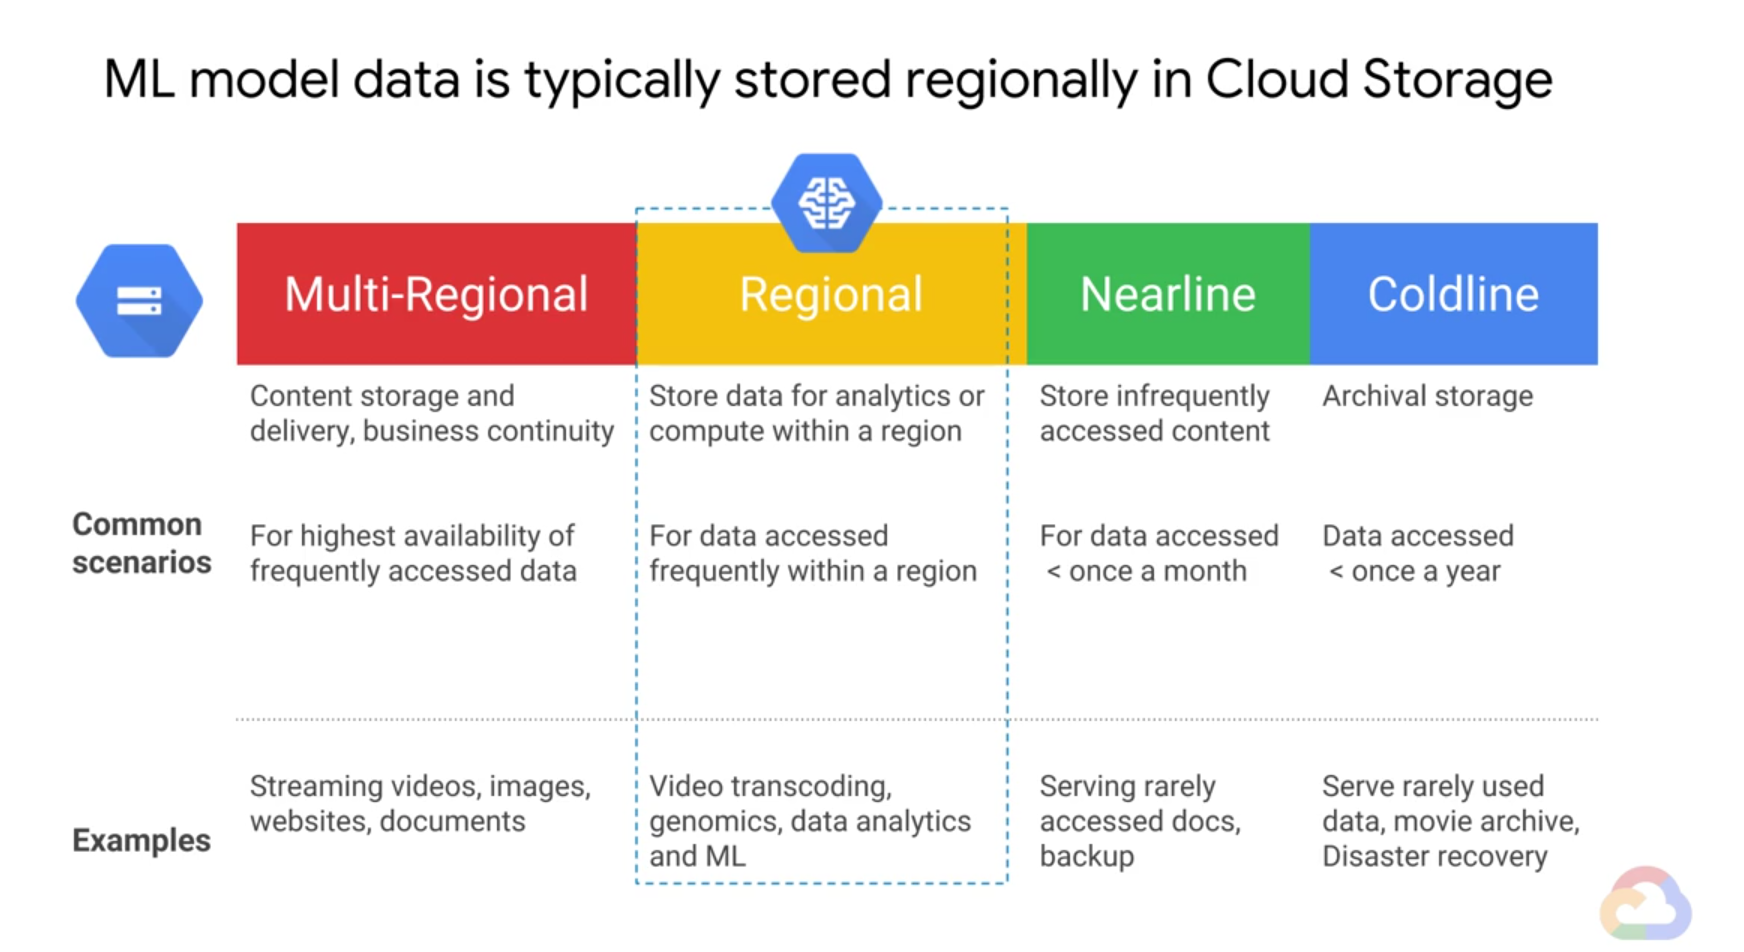 ML model data is typically stored regionally in Cloud Storage
Multi-Regional
Regional
Nearline
Coldline
Common
scenarios
Content storage and
delivery, business continuity
For highest availability of
frequently accessed data
Store data for analytics or
compute within a region
For data accessed
frequently within a region
Store infrequently
accessed content
For data accessed
< once a month
Archival storage
Data accessed
< once a year
Examples
Streaming videos, images,
websites, documents
Video transcoding,
genomics, data analytics
and ML
Serving rarely
accessed docs,
backup
Serve rarely used
data, movie archive,
Disaster recovery